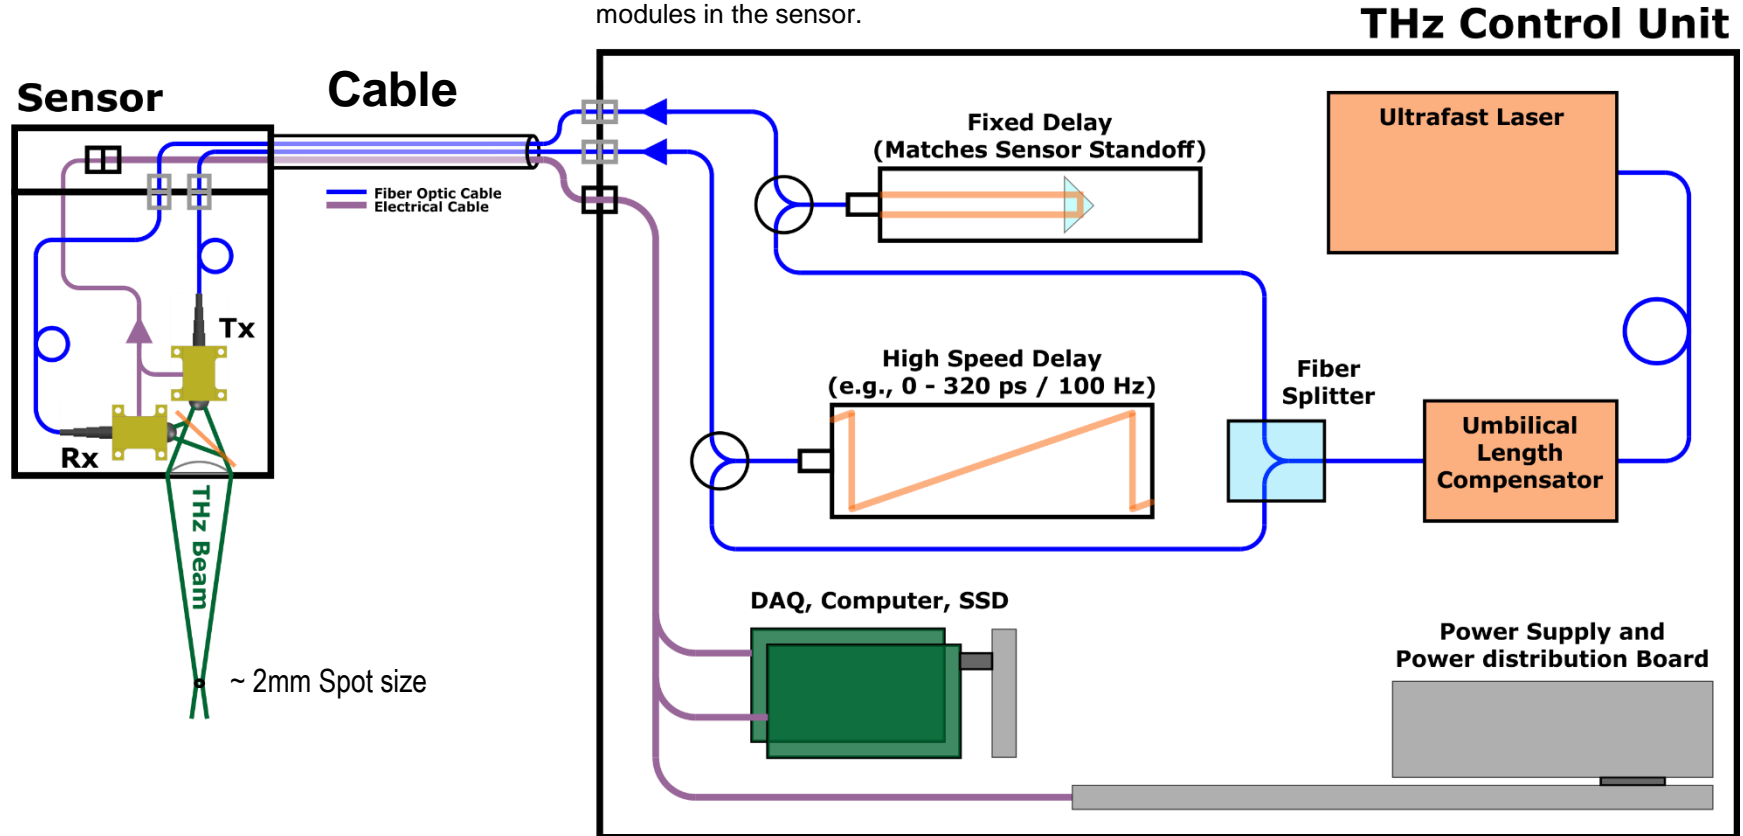 modules in the sensor.
THz Control Unit
Sensor
Cable
Fiber Optic Cable
Electrical Cable
Fixed Delay
(Matches Sensor Standoff)
Ultrafast Laser
Tx
Rx
High Speed Delay
(e.g., 0 - 320 ps / 100 Hz)
Fiber
Splitter
Umbilical
Length
Compensator
THz Beam
~ 2mm Spot size
DAQ, Computer, SSD
Power Supply and
Power distribution Board